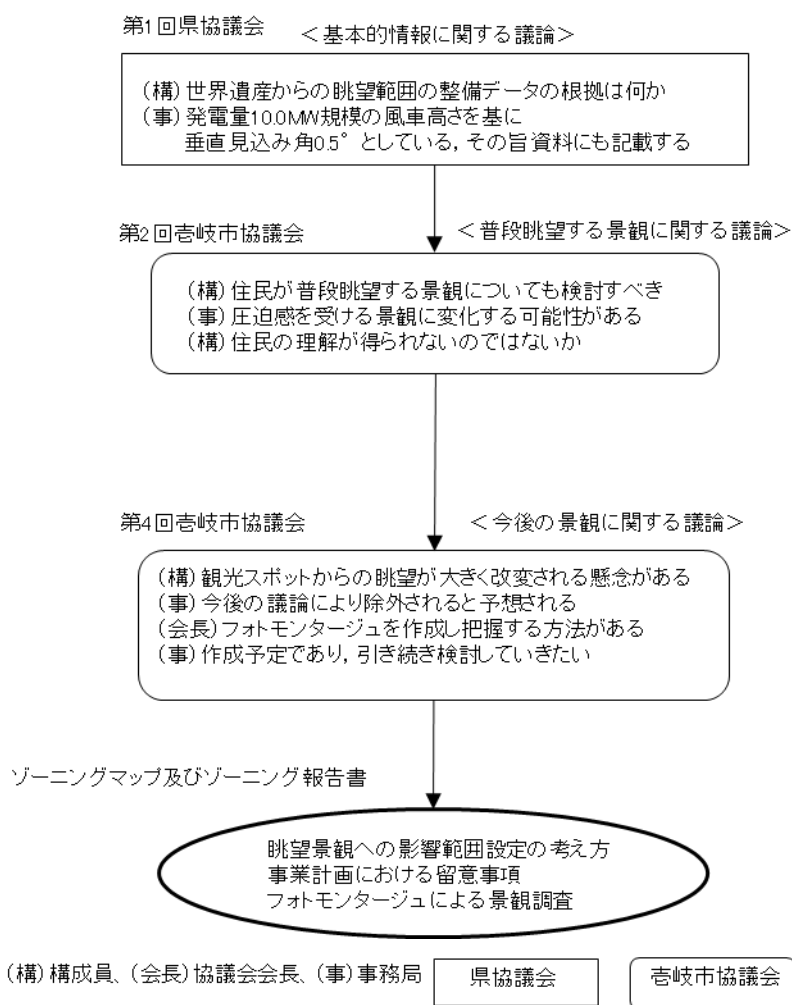 第1回県協議会 ＜基本的情報に関する議論＞
(構)世界遺産からの眺望範囲の整備データの根拠は何か
(事)発電量10.0MW規模の風車高さを基に
垂直見込み角0.5°としている，その旨資料にも記載する
第2回壱岐市協議会 ＜普段眺望する景観に関する議論＞
(構)住民が普段眺望する景観についても検討すべき
(事)圧迫感を受ける景観に変化する可能性がある
(構)住民の理解が得られないのではないか
第4回壱岐市協議会 ＜今後の景観に関する議論＞
(構)観光スポットからの眺望が大きく改変される懸念がある
(事)今後の議論により除外されると予想される
(会長)フォトモンタージュを作成し把握する方法がある
(事)作成予定であり，引き続き検討していきたい
ゾーニングマップ及びゾーニング報告書
眺望景観への影響範囲設定の考え方
事業計画における留意事項
フォトモンタージュによる景観調査
(構)構成員、(会長)協議会会長、(事)事務局 県協議会 壱岐市協議会